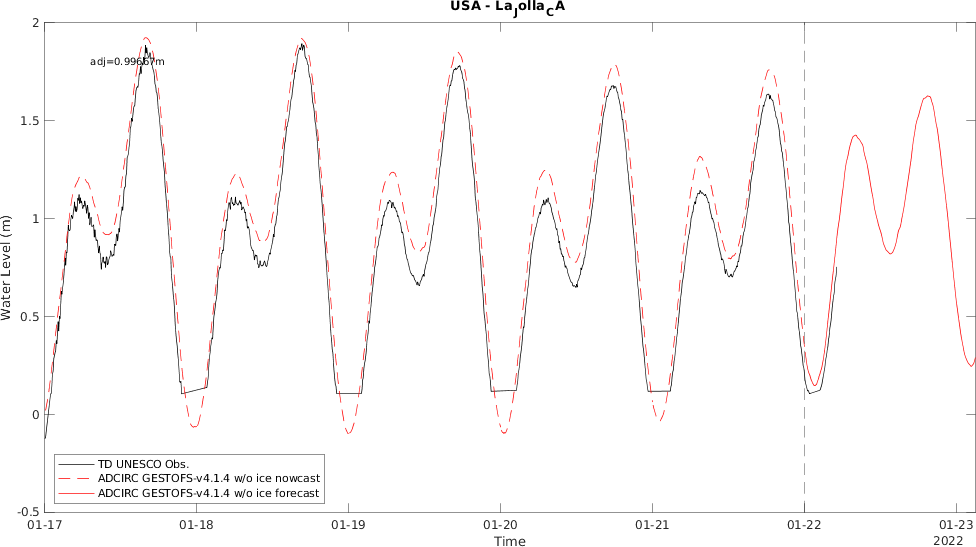 USA - LaJollaCA
2
adj=0.99667m
1.5
1
Water Level (m)
0.5
0
TD UNESCO Obs.
ADCIRC GESTOFS-v4.1.4 w/o ice nowcast
ADCIRC GESTOFS-v4.1.4 w/o ice forecast
-0.5
01-17 01-18 01-19 01-20 01-21 01-22 01-23
Time 2022